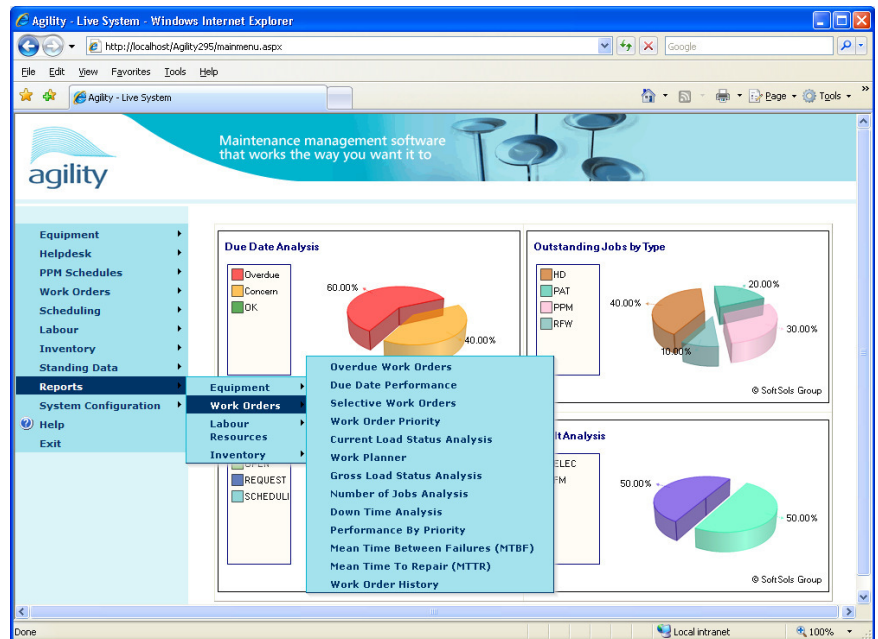 Agility - Live System - Windows Internet Explorer
http://localhost/Agility295/mainmenu.aspx
Google
File Edit View Favorites Tools Help
Agility - Live System
Page Tools
agility
Maintenance management software
that works the way you want it to
Equipment
Helpdesk
PPM Schedules
Work Orders
Scheduling
Labour
Inventory
Standing Data
Reports
System Configuration
Help
Exit
Equipment
Work Orders
Labour
Resources
Inventory
Overdue Work Orders
Due Date Performance
Selective Work Orders
Work Order Priority
Current Load Status Analysis
Work Planner
Gross Load Status Analysis
Number of Jobs Analysis
Down Time Analysis
Performance By Priority
Mean Time Between Failures (MTBF)
Mean Time To Repair (MTTR)
Work Order History
Due Date Analysis
Overdue
Concern
OK
60.00%
40.00%
Outstanding Jobs by Type
HD
PAT
PPM
RFW
40.00%
20.00%
30.00%
10.00%
© SoftSols Group
REQUEST
SCHEDULI
lt Analysis
ELEC
FM
50.00%
50.00%
© SoftSols Group
Done
Local intranet
100%